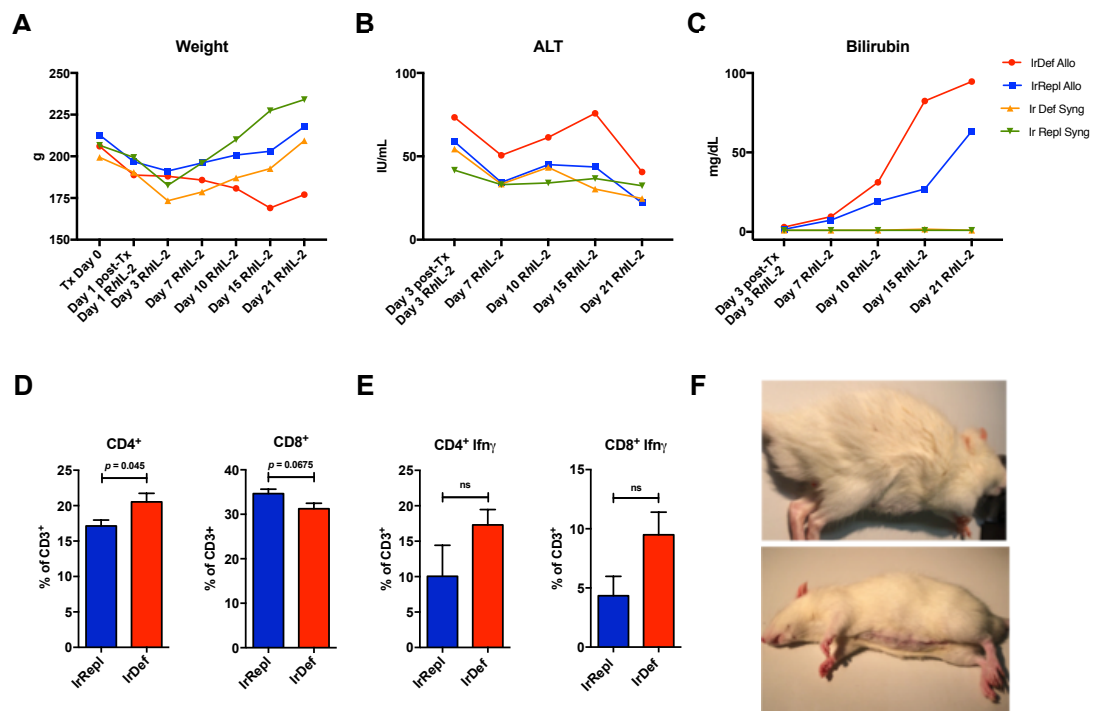 A
Weight
g
250
225
200
175
150
Tx Day 0
Day 1 post-Tx
Day 1 RhIL-2
Day 3 RhIL-2
Day 7 RhIL-2
Day 10 RhIL-2
Day 15 RhIL-2
Day 21 RhIL-2
B
ALT
IU/mL
100
50
0
Day 3 post-Tx
Day 3 RhIL-2
Day 7 RhIL-2
Day 10 RhIL-2
Day 15 RhIL-2
Day 21 RhIL-2
C
Bilirubin
mg/dL
100
50
0
Day 3 post-Tx
Day 3 RhIL-2
Day 7 RhIL-2
Day 10 RhIL-2
Day 15 RhIL-2
Day 21 RhIL-2
IrDef Allo
IrRepl Allo
Ir Def Syng
Ir Repl Syng
D
CD4+
p = 0.045
% of CD3+
25
20
15
10
5
0
IrRepl
IrDef
CD8+
p = 0.0675
% of CD3+
40
30
20
10
0
IrRepl
IrDef
E
CD4+ Ifnγ
ns
% of CD3+
25
20
15
10
5
0
IrRepl
IrDef
CD8+ Ifnγ
ns
% of CD3+
15
10
5
0
IrRepl
IrDef
F